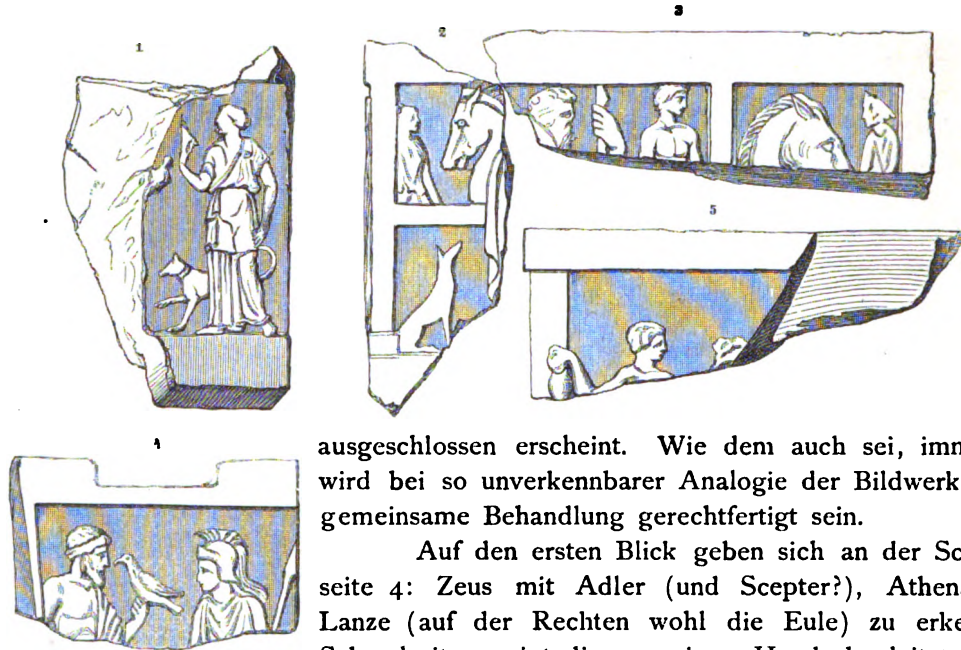 1
2
3
5
4
ausgeschlossen erscheint. Wie dem auch sei, imm
wird bei so unverkennbarer Analogie der Bildwerk
gemeinsame Behandlung gerechtfertigt sein.
Auf den ersten Blick geben sich an der Sc
seite 4: Zeus mit Adler (und Scepter?), Athen
Lanze (auf der Rechten wohl die Eule) zu erke